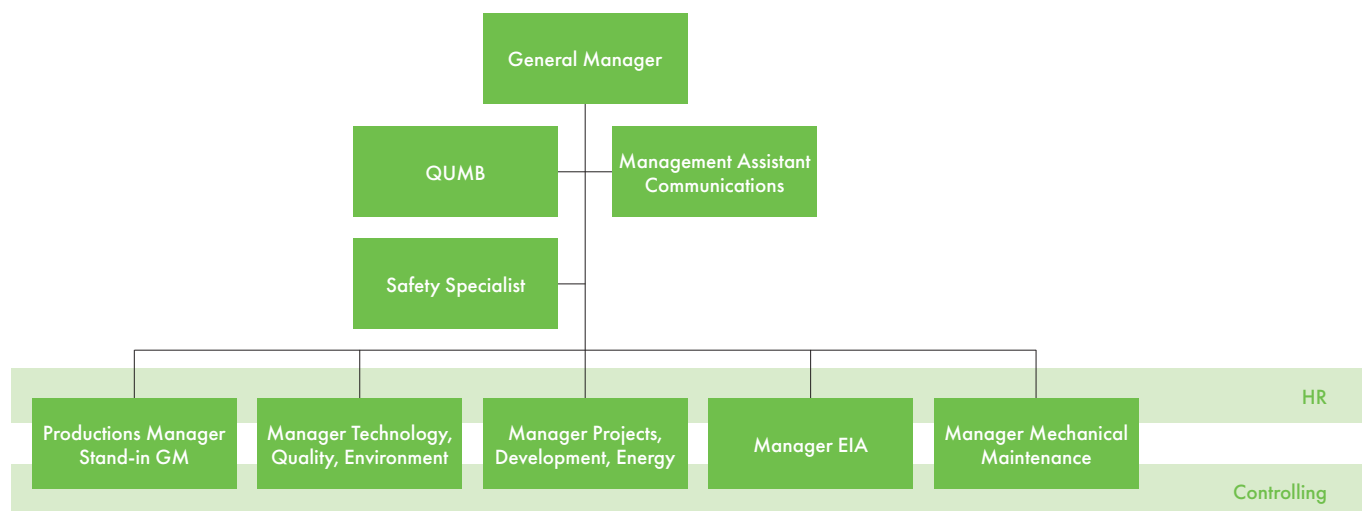 General Manager
QUMB
Management Assistant
Communications
Safety Specialist
HR
Productions Manager
Stand-in GM
Manager Technology,
Quality, Environment
Manager Projects,
Development, Energy
Manager EIA
Manager Mechanical
Maintenance
Controlling